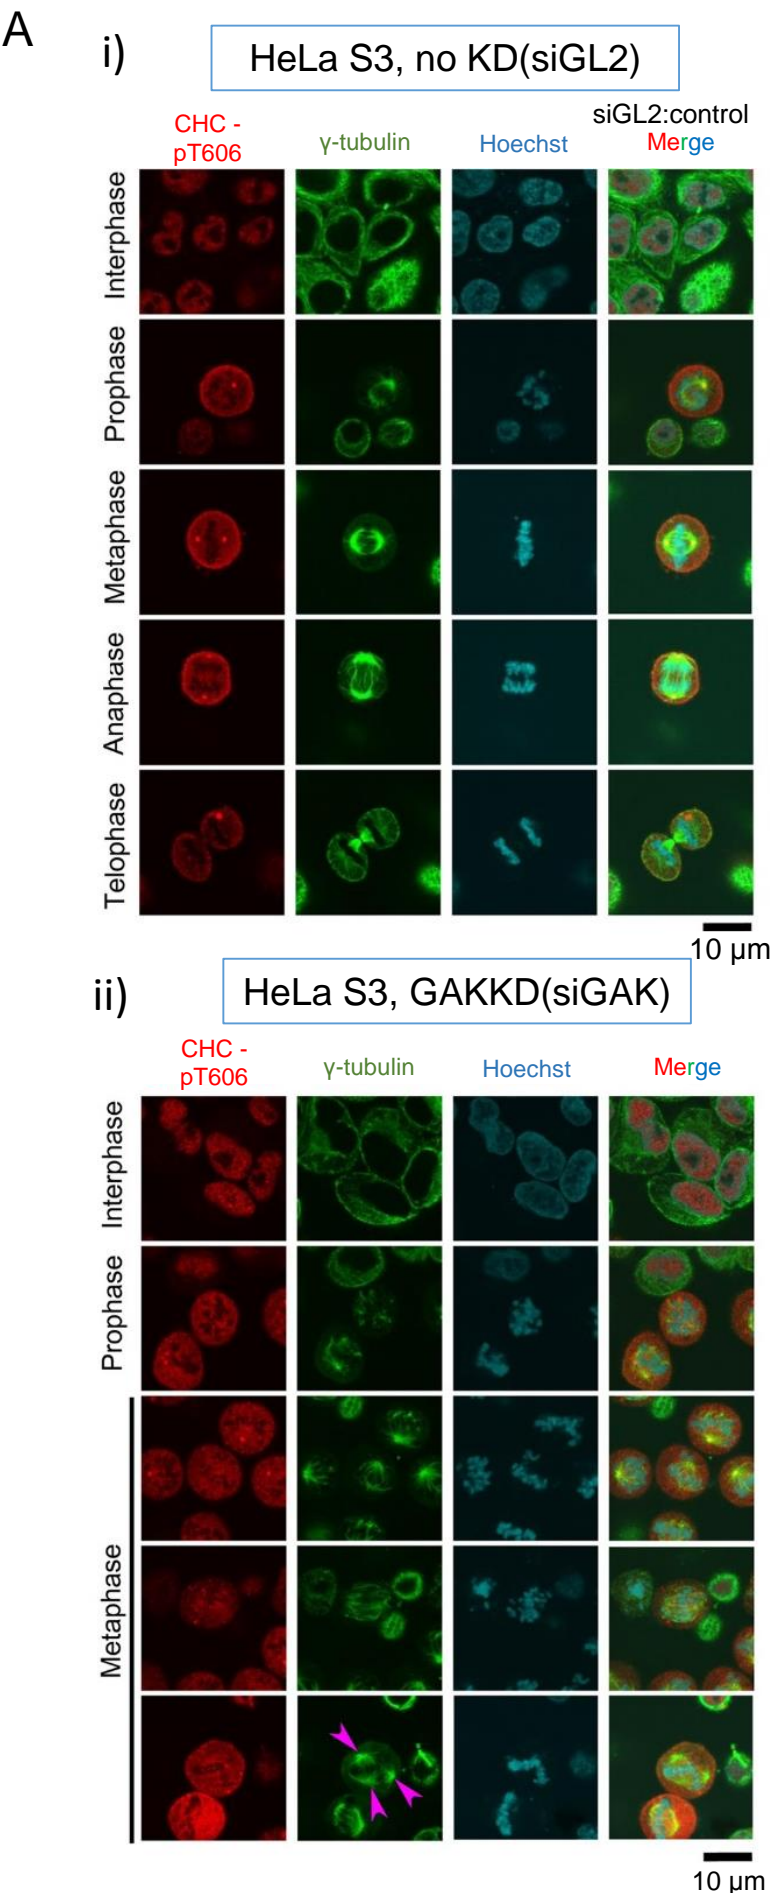 A
i)
HeLa S3, no KD(siGL2)
siGL2:control
CHC -
pT606
γ-tubulin
Hoechst
Merge
Interphase
Prophase
Metaphase
Anaphase
Telophase
10 μm
ii)
HeLa S3, GAKKD(siGAK)
CHC -
pT606
γ-tubulin
Hoechst
Merge
Interphase
Prophase
Metaphase
10 μm